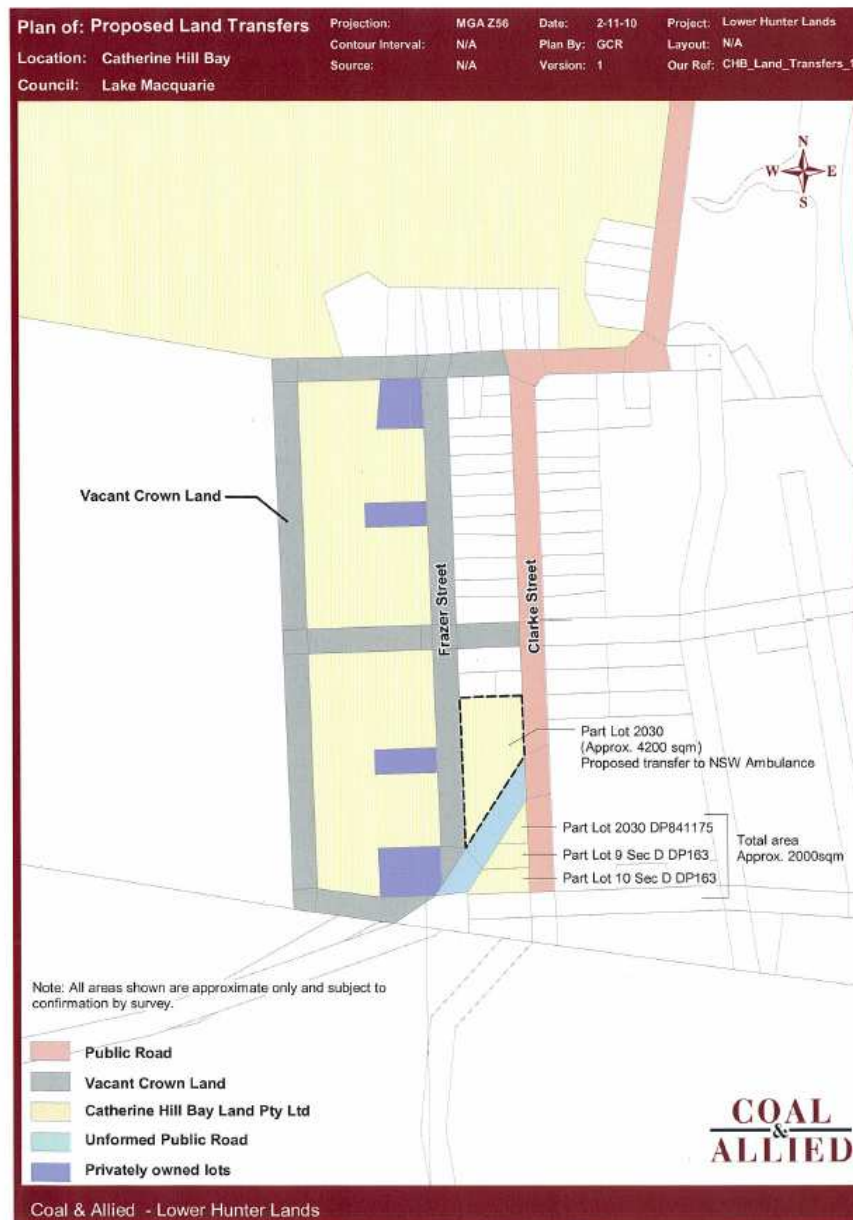 Plan of: Proposed Land Transfers
Location: Catherine Hill Bay
Council: Lake Macquarie
Projection: MGA Z56
Contour Interval: N/A
Source: N/A
Date: 2-11-10
Plan By: GCR
Version: 1
Project: Lower Hunter Lands
Layout: N/A
Our Ref: CHB_Land_Transfers_1
N
W E
S
Vacant Crown Land
Frazer Street
Clarke Street
Part Lot 2030
(Approx. 4200 sqm)
Proposed transfer to NSW Ambulance
Part Lot 2030 DP841175
Part Lot 9 Sec D DP163
Part Lot 10 Sec D DP163
Total area
Approx. 2000sqm
Note: All areas shown are approximate only and subject to
confirmation by survey.
Public Road
Vacant Crown Land
Catherine Hill Bay Land Pty Ltd
Unformed Public Road
Privately owned lots
COAL
&
ALLIED
Coal & Allied - Lower Hunter Lands